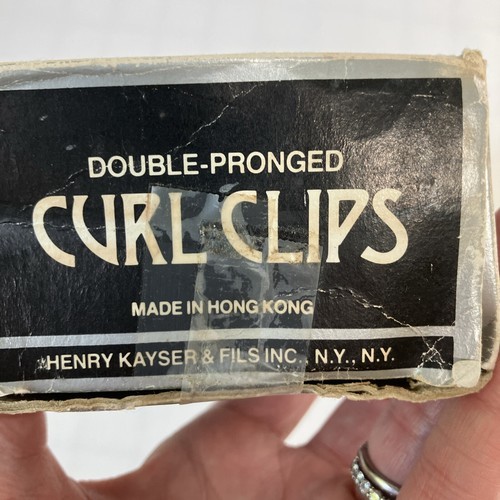 DOUBLE-PRONGED
CURL CLIPS
MADE IN HONG KONG
HENRY KAYSER & FILS INC., N.Y., N.Y.